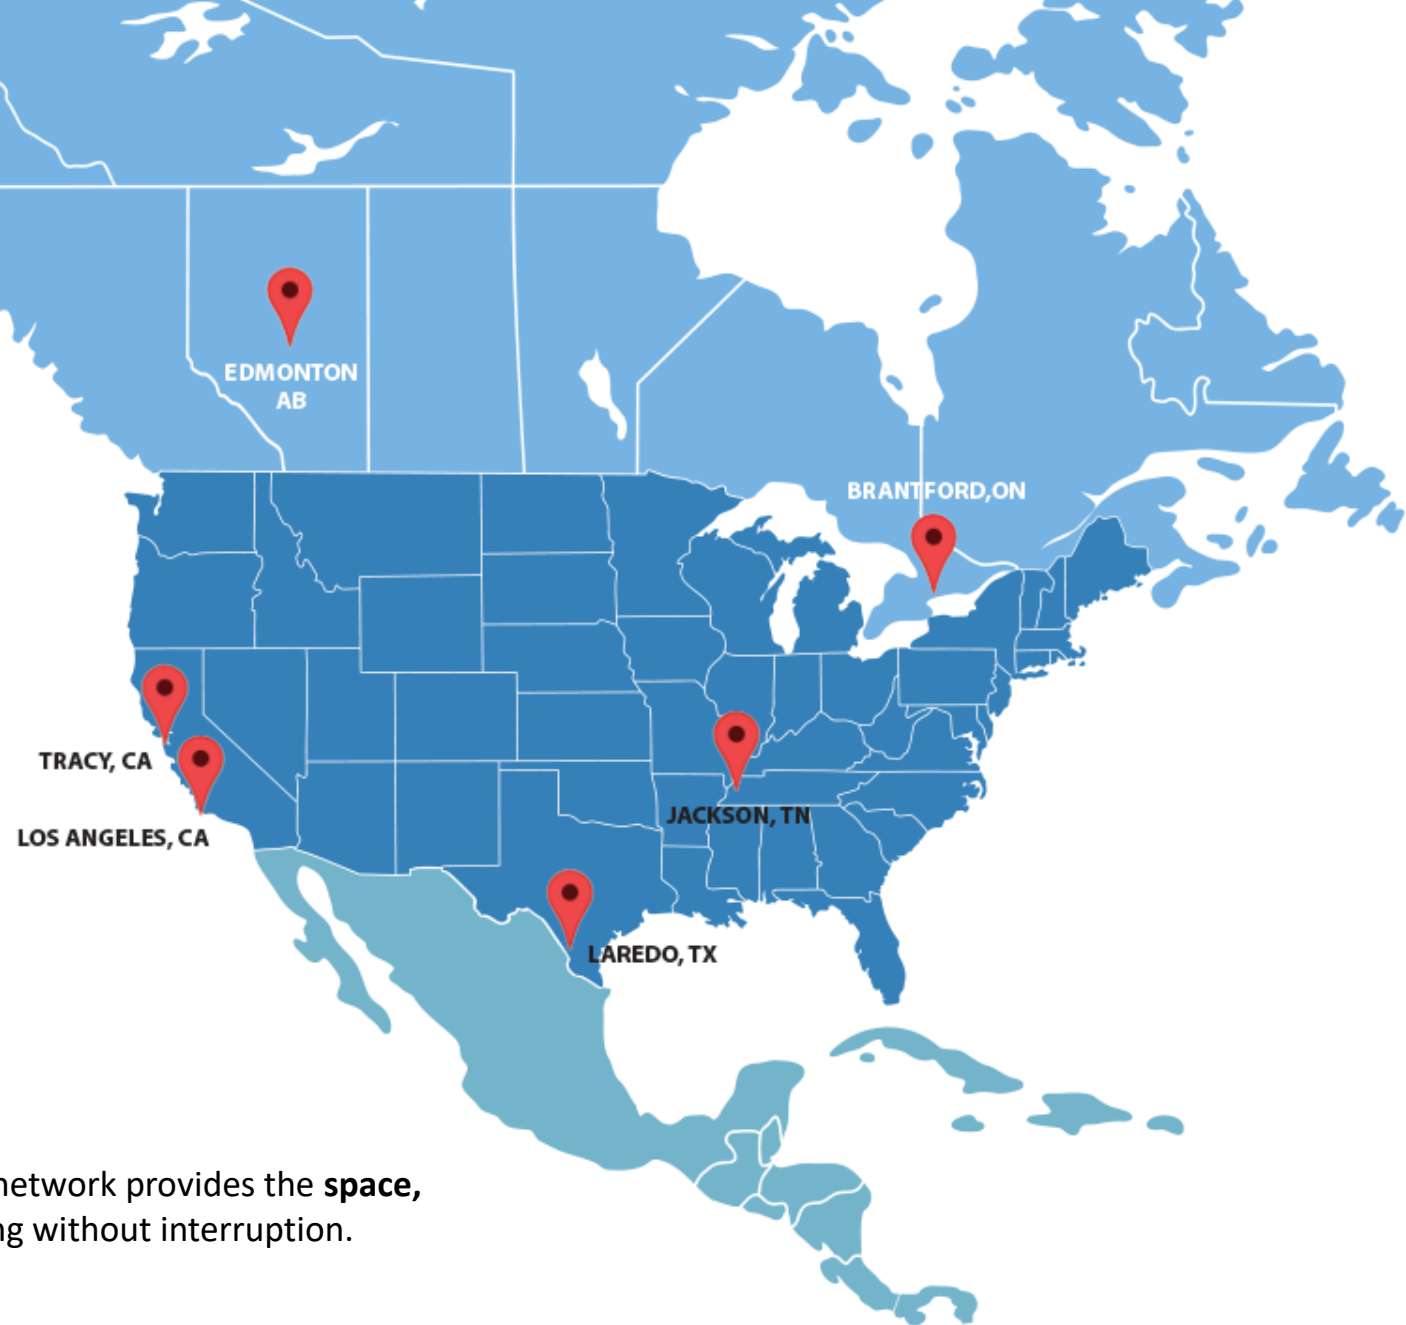 EDMONTON
AB
BRANTFORD,ON
TRACY, CA
JACKSON, TN
LOS ANGELES, CA
LAREDO, TX
network provides the space,
without interruption.